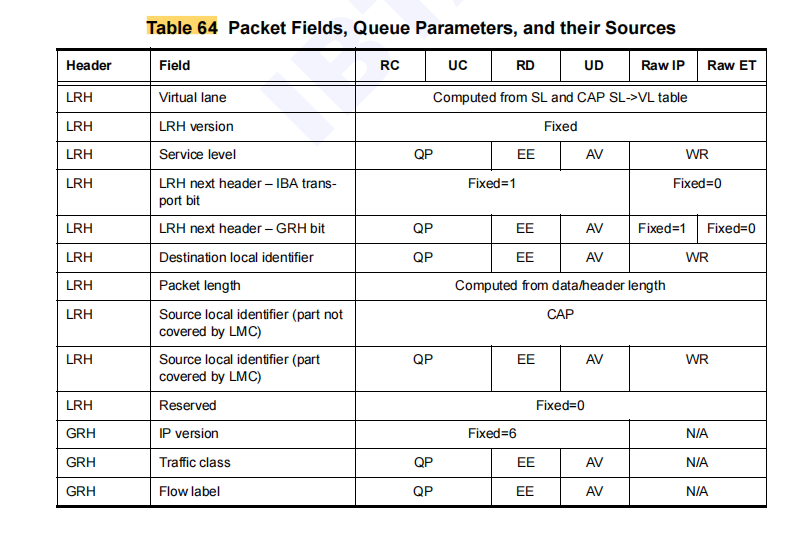 Table 64 Packet Fields, Queue Parameters, and their Sources
Header Field RC UC RD UD Raw IP Raw ET
LRH Virtual lane Computed from SL and CAP SL->VL table
LRH LRH version Fixed
LRH Service level QP EE AV WR
LRH LRH next header – IBA trans- Fixed=1 Fixed=0
port bit
LRH LRH next header – GRH bit QP EE AV Fixed=1 Fixed=0
LRH Destination local identifier QP EE AV WR
LRH Packet length Computed from data/header length
LRH Source local identifier (part not CAP
covered by LMC)
LRH Source local identifier (part QP EE AV WR
covered by LMC)
LRH Reserved Fixed=0
GRH IP version Fixed=6 N/A
GRH Traffic class QP EE AV N/A
GRH Flow label QP EE AV N/A